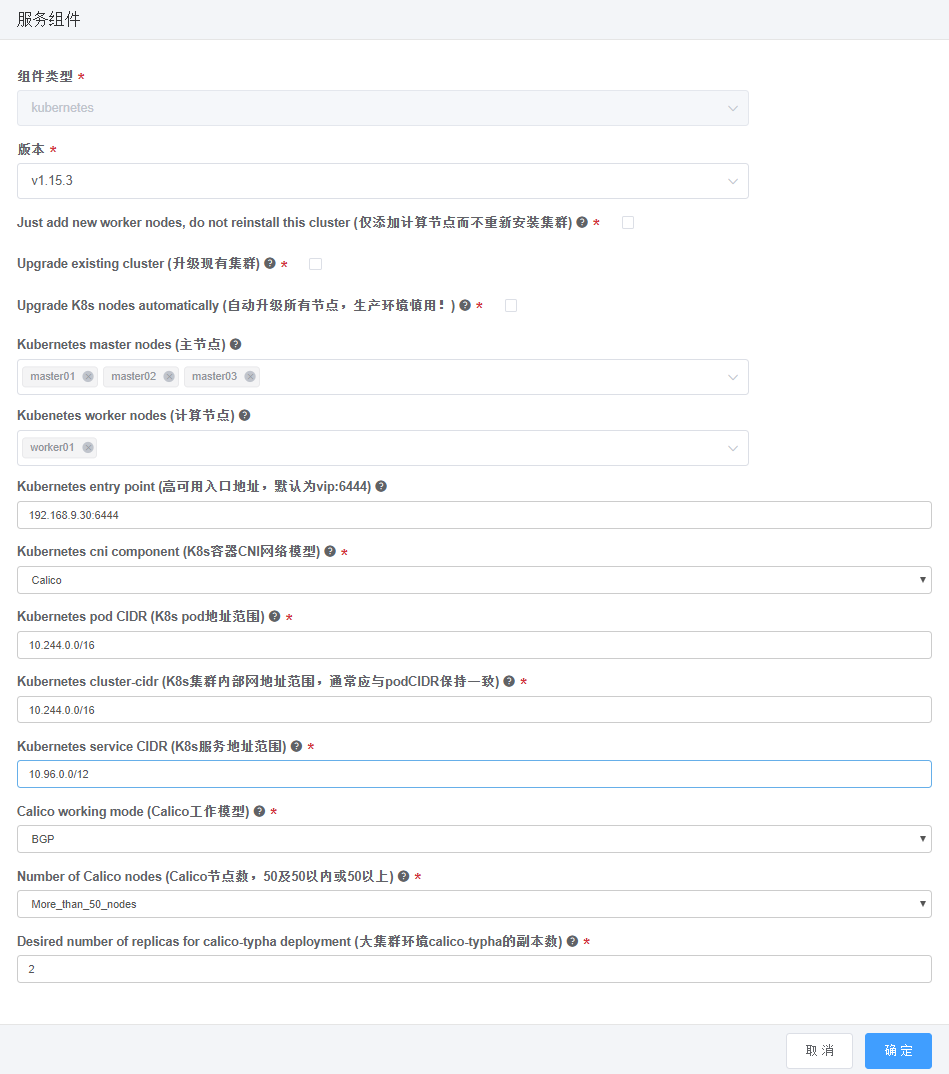 服务组件
组件类型 *
kubernetes
版本 *
v1.15.3
Just add new worker nodes, do not reinstall this cluster (仅添加计算节点而不重新安装集群) ? *
Upgrade existing cluster (升级现有集群) ? *
Upgrade K8s nodes automatically (自动升级所有节点，生产环境慎用！) ? *
Kubernetes master nodes (主节点) ?
master01 master02 master03
Kubenetes worker nodes (计算节点) ?
worker01
Kubernetes entry point (高可用入口地址，默认为vip:6444) ?
192.168.9.30:6444
Kubernetes cni component (K8s容器CNI网络模型) ? *
Calico
Kubernetes pod CIDR (K8s pod地址范围) ? *
10.244.0.0/16
Kubernetes cluster-cidr (K8s集群内部网地址范围，通常应与podCIDR保持一致) ? *
10.244.0.0/16
Kubernetes service CIDR (K8s服务地址范围) ? *
10.96.0.0/12
Calico working mode (Calico工作模型) ? *
BGP
Number of Calico nodes (Calico节点数，50及50以内或50以上) ? *
More_than_50_nodes
Desired number of replicas for calico-typha deployment (大集群环境calico-typha的副本数) ? *
2
取消 确定